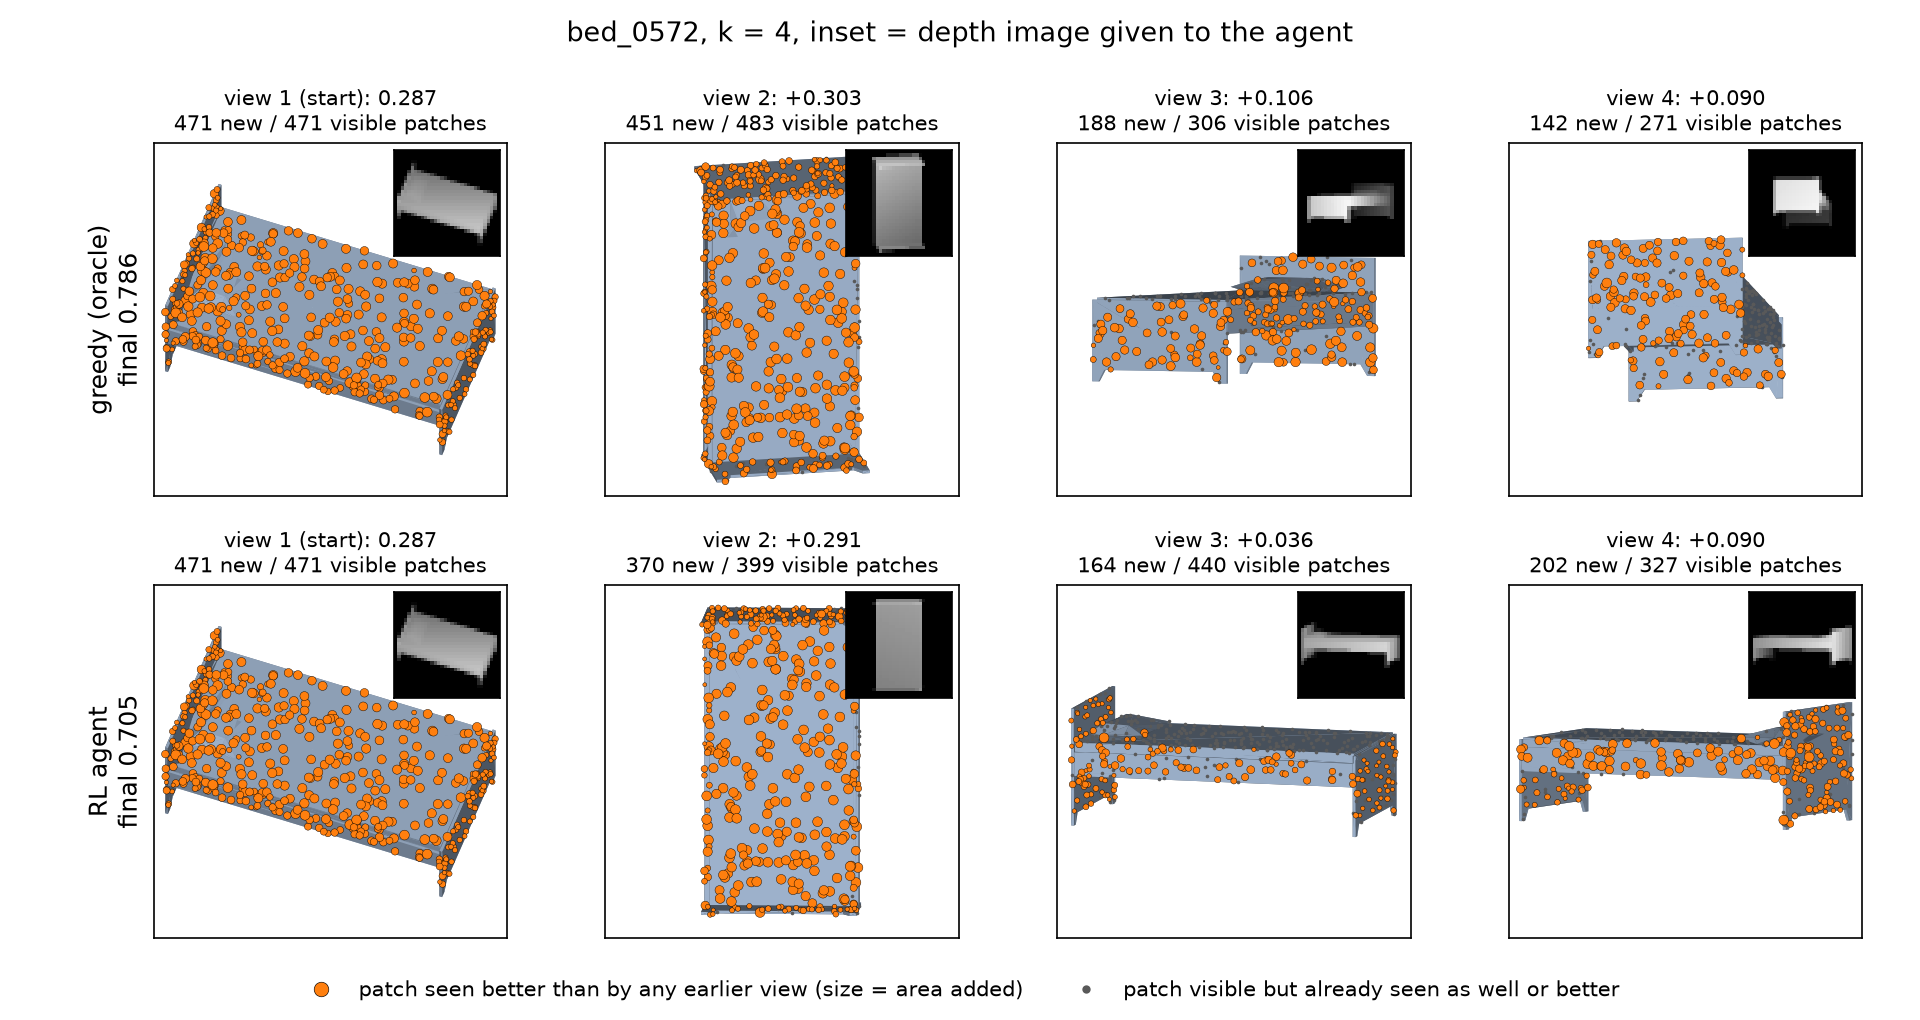 bed_0572, k = 4, inset = depth image given to the agent
view 1 (start): 0.287
471 new / 471 visible patches
view 2: +0.303
451 new / 483 visible patches
view 3: +0.106
188 new / 306 visible patches
view 4: +0.090
142 new / 271 visible patches
greedy (oracle)
final 0.786
view 1 (start): 0.287
471 new / 471 visible patches
view 2: +0.291
370 new / 399 visible patches
view 3: +0.036
164 new / 440 visible patches
view 4: +0.090
202 new / 327 visible patches
RL agent
final 0.705
patch seen better than by any earlier view (size = area added)
patch visible but already seen as well or better